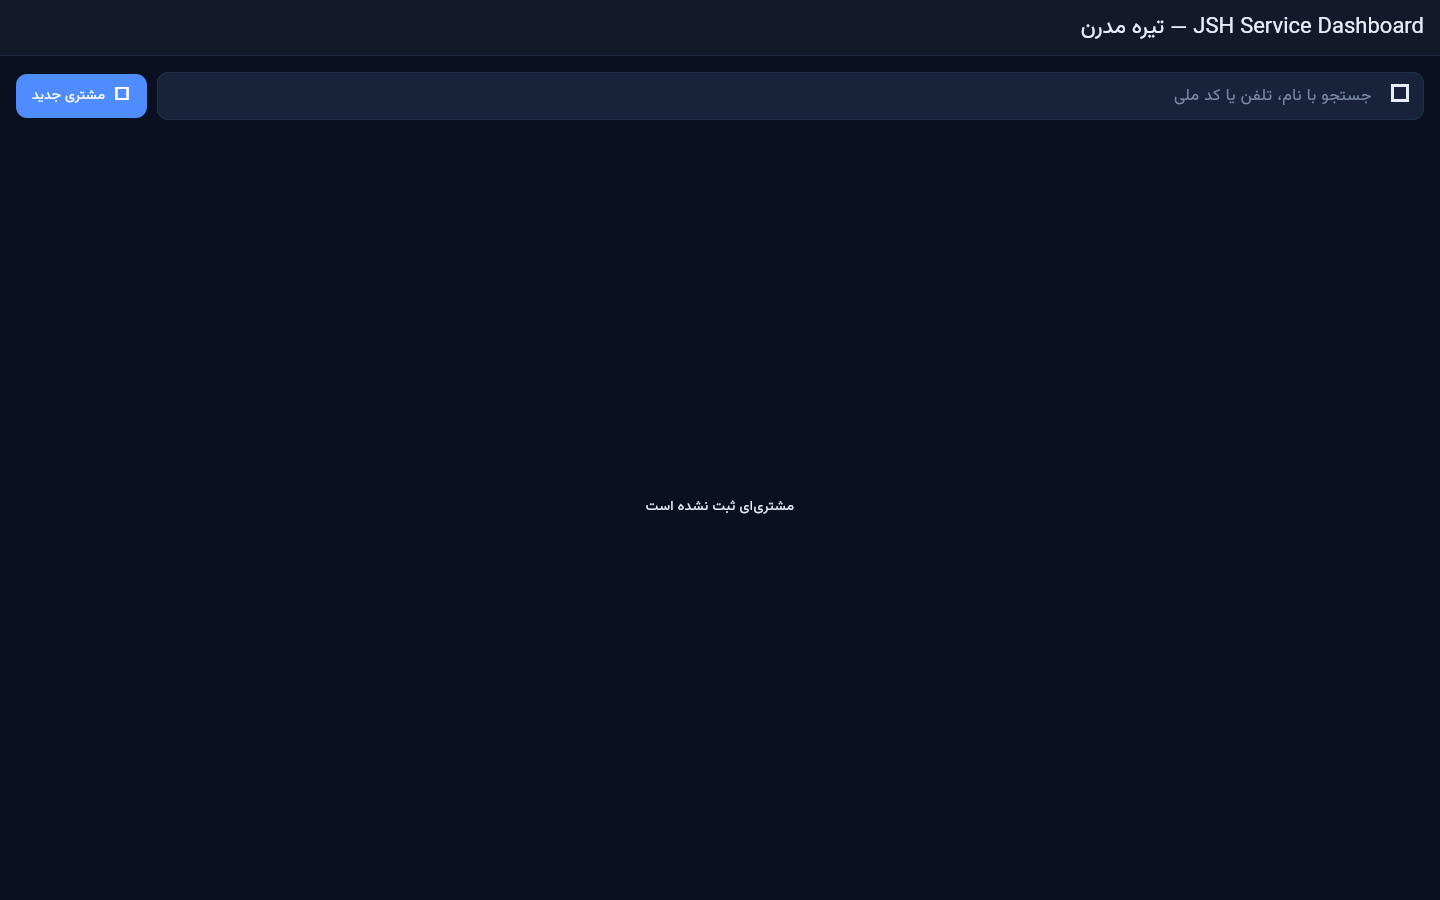 JSH Service Dashboard — تیره مدرن
جستجو با نام، تلفن یا کد ملی
مشتری جدید
مشتری‌ای ثبت نشده است